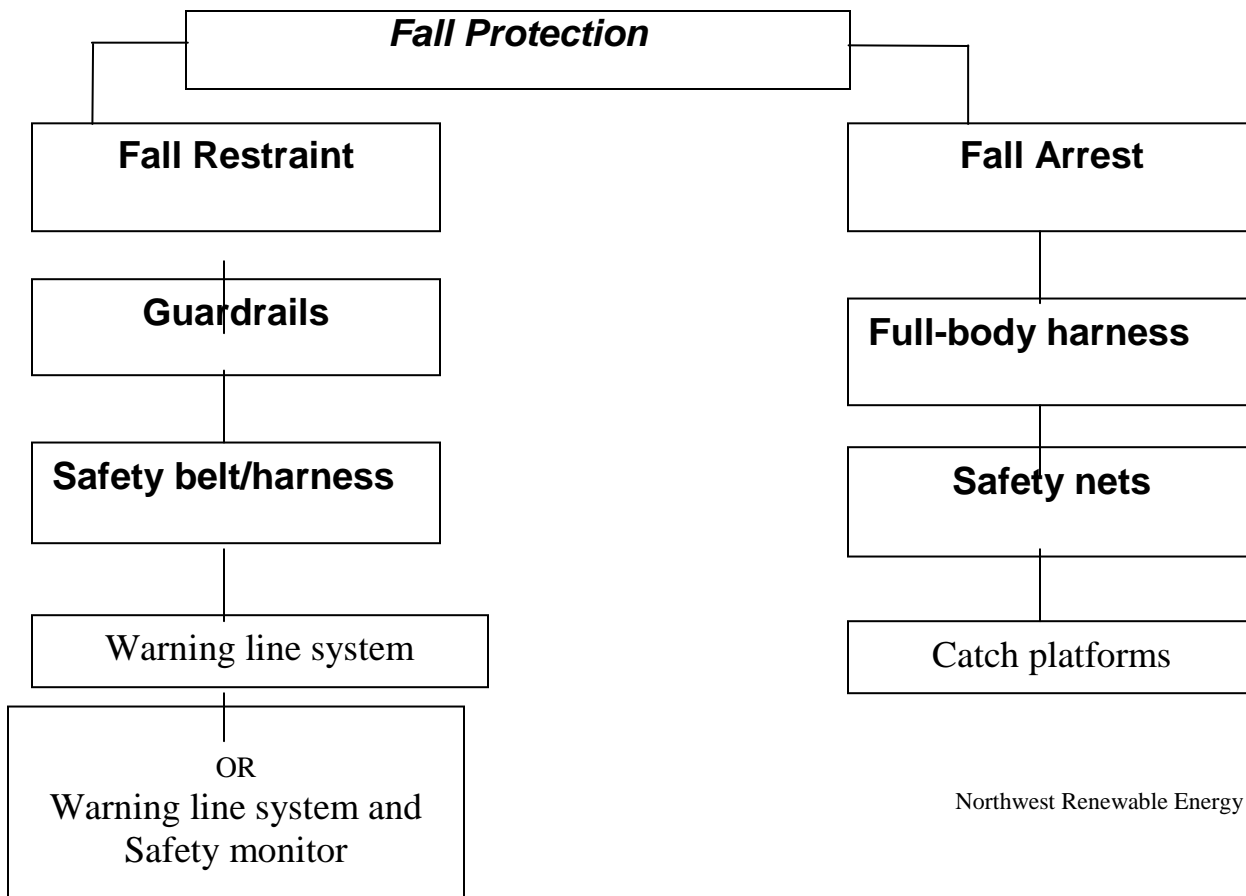 Fall Protection
Fall Restraint
Guardrails
Safety belt/harness
Warning line system
OR
Warning line system and
Safety monitor
Fall Arrest
Full-body harness
Safety nets
Catch platforms
Northwest Renewable Energy